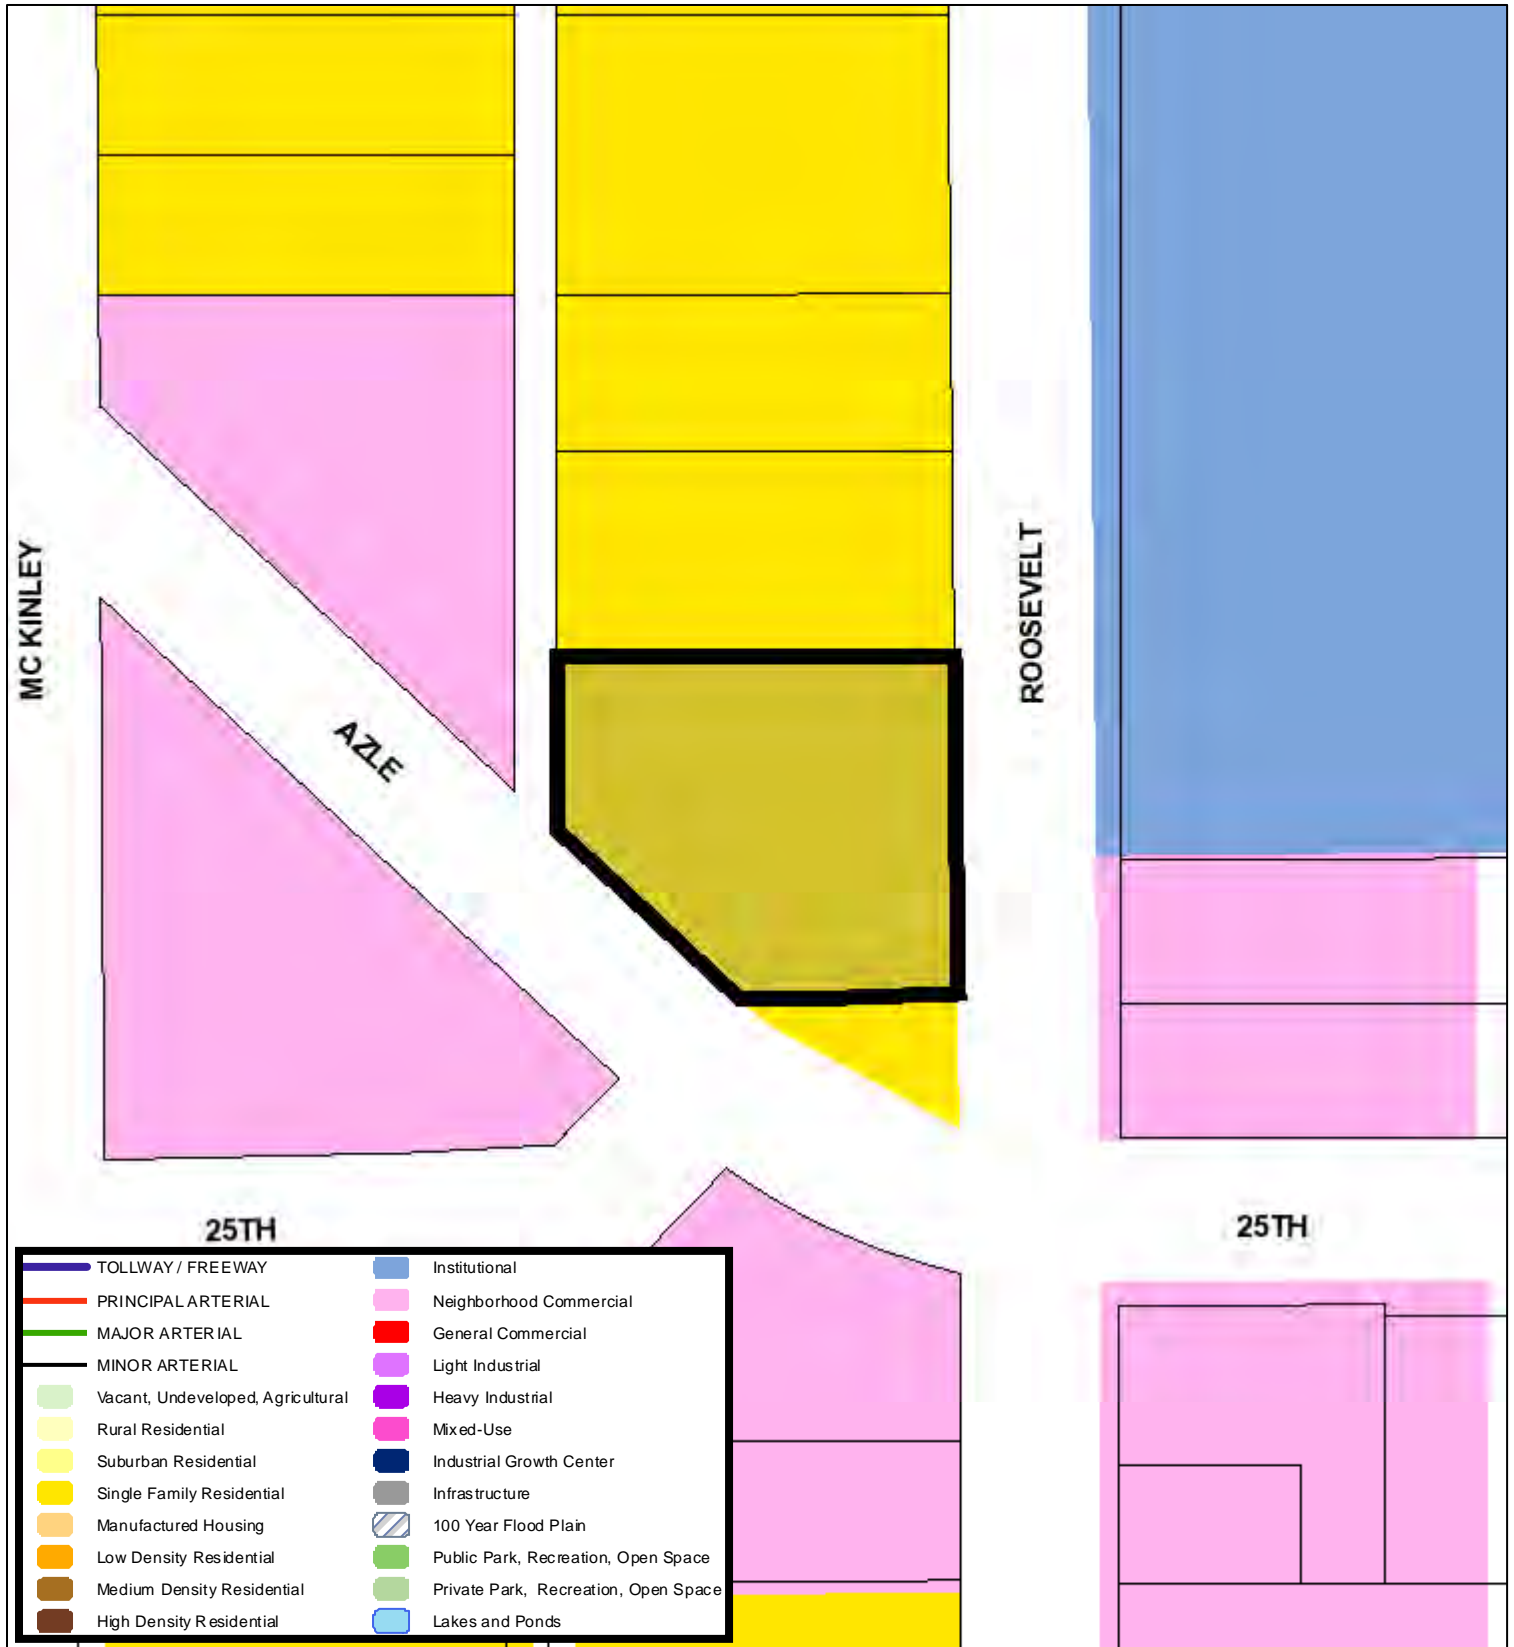 MC KINLEY
AZLE
ROOSEVELT
25TH
25TH
TOLLWAY / FREEWAY
PRINCIPAL ARTERIAL
MAJOR ARTERIAL
MINOR ARTERIAL
Vacant, Undeveloped, Agricultural
Rural Residential
Suburban Residential
Single Family Residential
Manufactured Housing
Low Density Residential
Medium Density Residential
High Density Residential
Institutional
Neighborhood Commercial
General Commercial
Light Industrial
Heavy Industrial
Mixed-Use
Industrial Growth Center
Infrastructure
100 Year Flood Plain
Public Park, Recreation, Open Space
Private Park, Recreation, Open Space
Lakes and Ponds